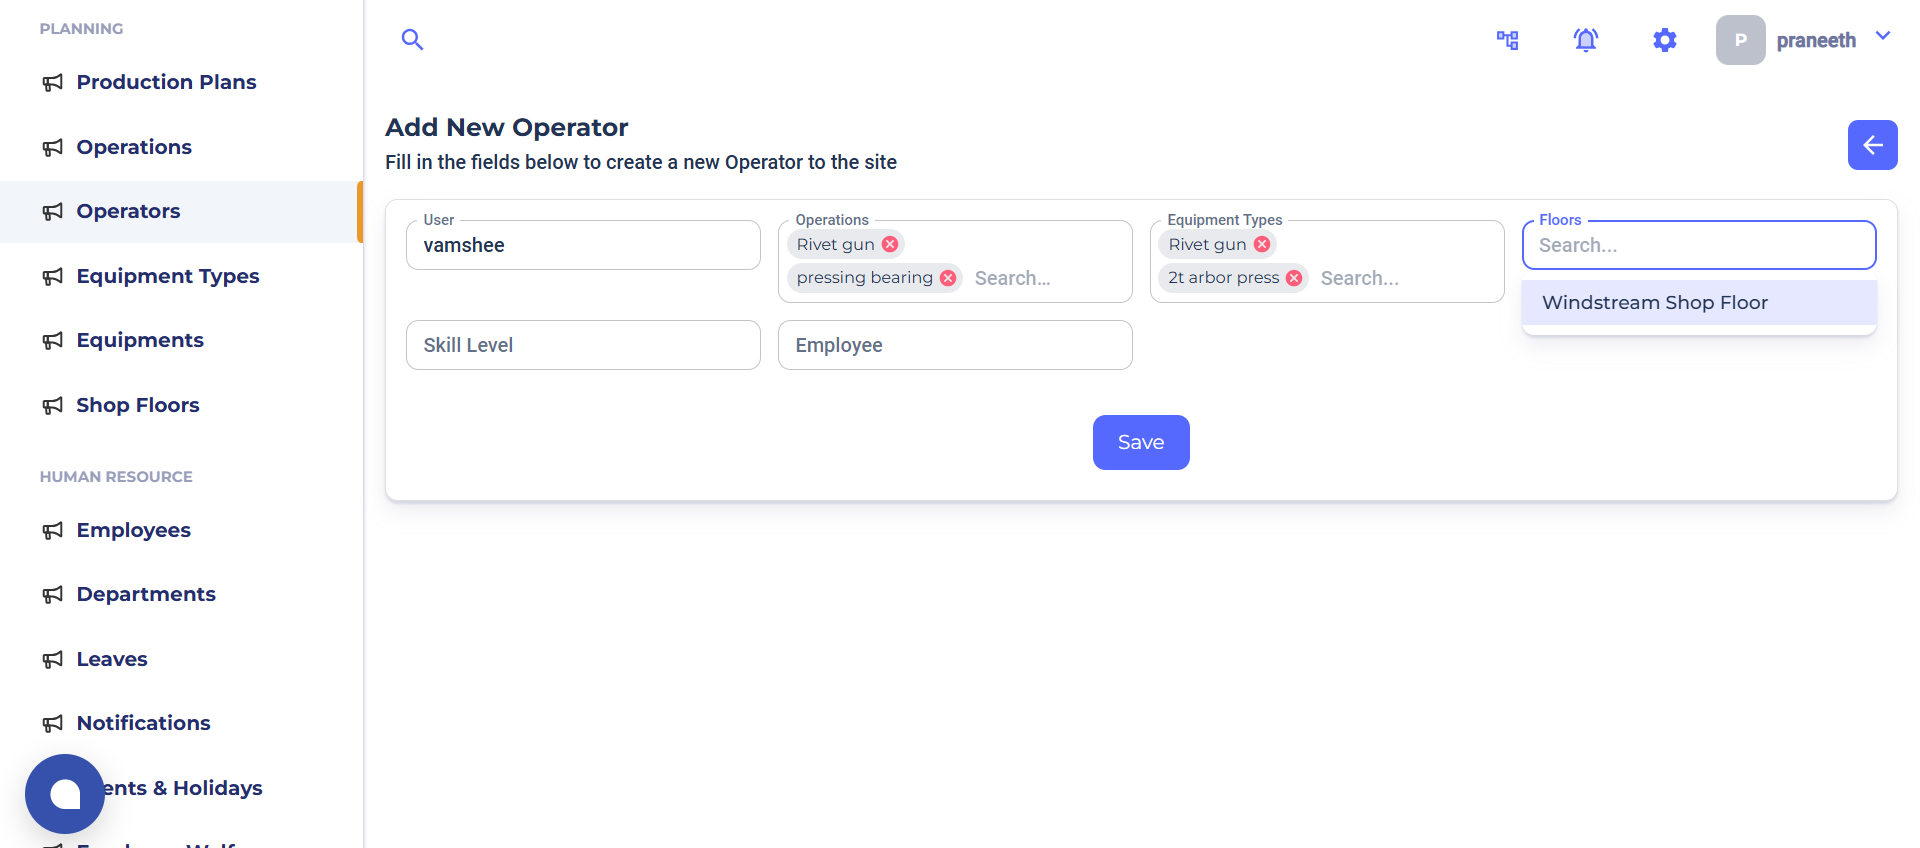 PLANNING
Production Plans
Operations
Operators
Equipment Types
Equipments
Shop Floors
HUMAN RESOURCE
Employees
Departments
Leaves
Notifications
ents & Holidays
P
praneeth
Add New Operator
Fill in the fields below to create a new Operator to the site
User
vamshee
Operations
Rivet gun
pressing bearing
Search...
Equipment Types
Rivet gun
2t arbor press
Search...
Floors
Search...
Windstream Shop Floor
Skill Level
Employee
Save